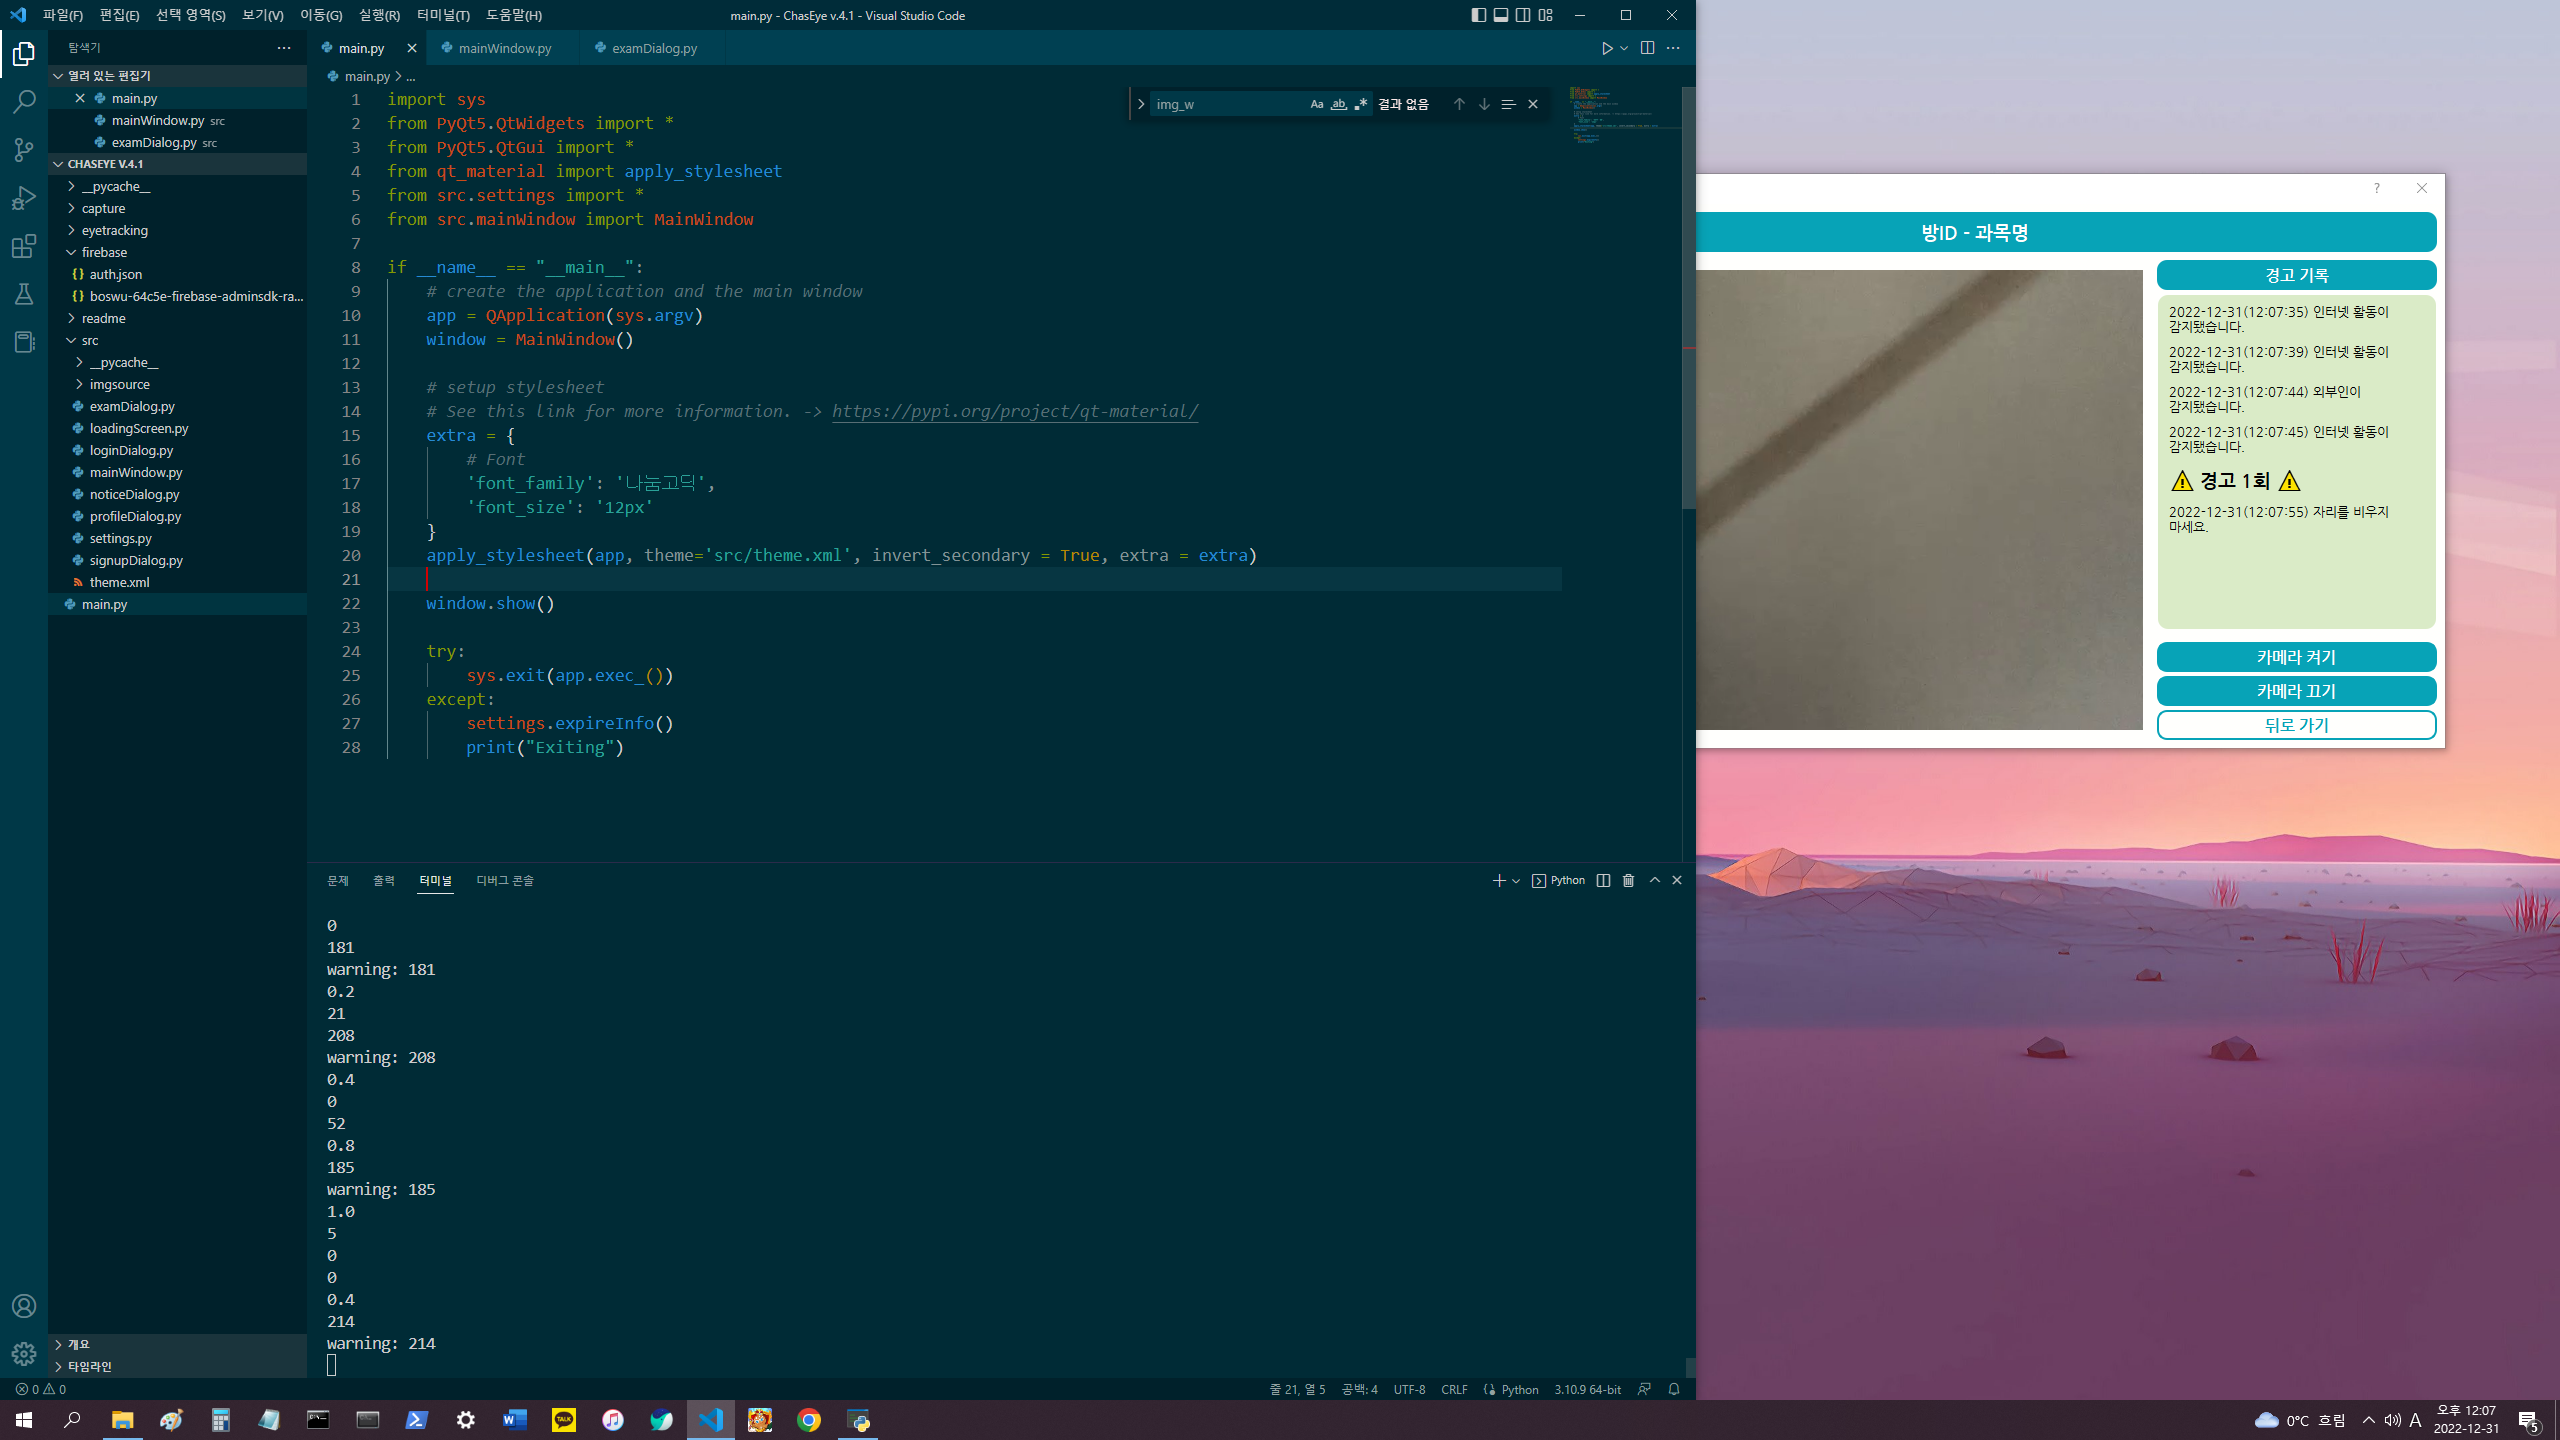 파일(F) 편집(E) 선택 영역(S) 보기(V) 이동(G) 실행(R) 터미널(T) 도움말(H)
main.py - ChasEye v.4.1 - Visual Studio Code
탐색기
열려 있는 편집기
main.py
mainWindow.py src
examDialog.py src
CHASEYE V.4.1
__pycache__
capture
eyetracking
firebase
auth.json
boswu-64c5e-firebase-adminsdk-ra...
readme
src
__pycache__
imgsource
examDialog.py
loadingScreen.py
loginDialog.py
mainWindow.py
noticeDialog.py
profileDialog.py
settings.py
signupDialog.py
theme.xml
main.py
개요
타임라인
main.py mainWindow.py examDialog.py
main.py > ...
img_w Aa ab 결과 없음
1 import sys
2 from PyQt5.QtWidgets import *
3 from PyQt5.QtGui import *
4 from qt_material import apply_stylesheet
5 from src.settings import *
6 from src.mainWindow import MainWindow
7
8 if __name__ == "__main__":
9 # create the application and the main window
10 app = QApplication(sys.argv)
11 window = MainWindow()
12
13 # setup stylesheet
14 # See this link for more information. -> https://pypi.org/project/qt-material/
15 extra = {
16 # Font
17 'font_family': '나눔고딕',
18 'font_size': '12px'
19 }
20 apply_stylesheet(app, theme='src/theme.xml', invert_secondary = True, extra = extra)
21
22 window.show()
23
24 try:
25 sys.exit(app.exec_())
26 except:
27 settings.expireInfo()
28 print("Exiting")
문제 출력 터미널 디버그 콘솔
Python
0
181
warning: 181
0.2
21
208
warning: 208
0.4
0
52
0.8
185
warning: 185
1.0
5
0
0
0.4
214
warning: 214
0 0
줄 21, 열 5 공백: 4 UTF-8 CRLF Python 3.10.9 64-bit
방ID - 과목명
경고 기록
2022-12-31(12:07:35) 인터넷 활동이
감지됐습니다.
2022-12-31(12:07:39) 인터넷 활동이
감지됐습니다.
2022-12-31(12:07:44) 외부인이
감지됐습니다.
2022-12-31(12:07:45) 인터넷 활동이
감지됐습니다.
⚠ 경고 1회 ⚠
2022-12-31(12:07:55) 자리를 비우지
마세요.
카메라 켜기
카메라 끄기
뒤로 가기
W TALK
0°C 흐림 A
오후 12:07
2022-12-31
5